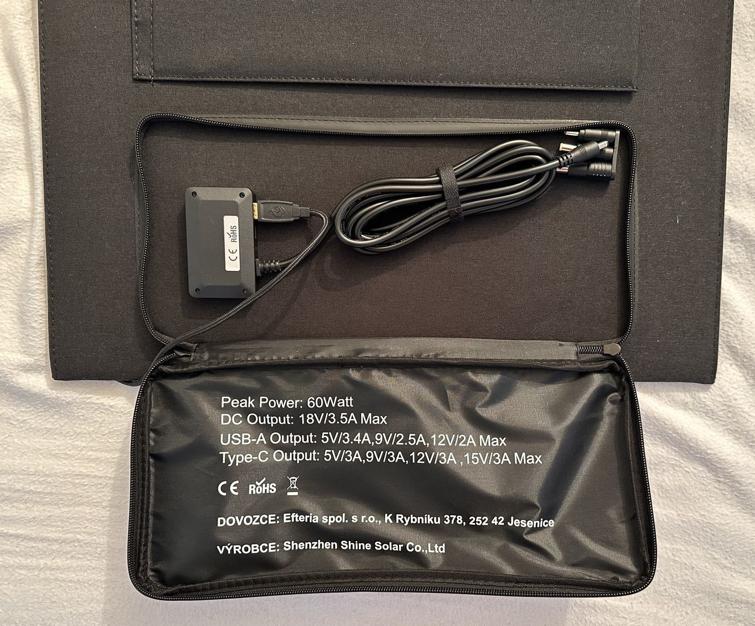 CE RoHS
Peak Power: 60Watt
DC Output: 18V/3.5A Max
USB-A Output: 5V/3.4A,9V/2.5A,12V/2A Max
Type-C Output: 5V/3A,9V/3A,12V/3A ,15V/3A Max
CE RoHS
DOVOZCE: Efteria spol. s r.o., K Rybníku 378, 252 42 Jesenice
VÝROBCE: Shenzhen Shine Solar Co.,Ltd